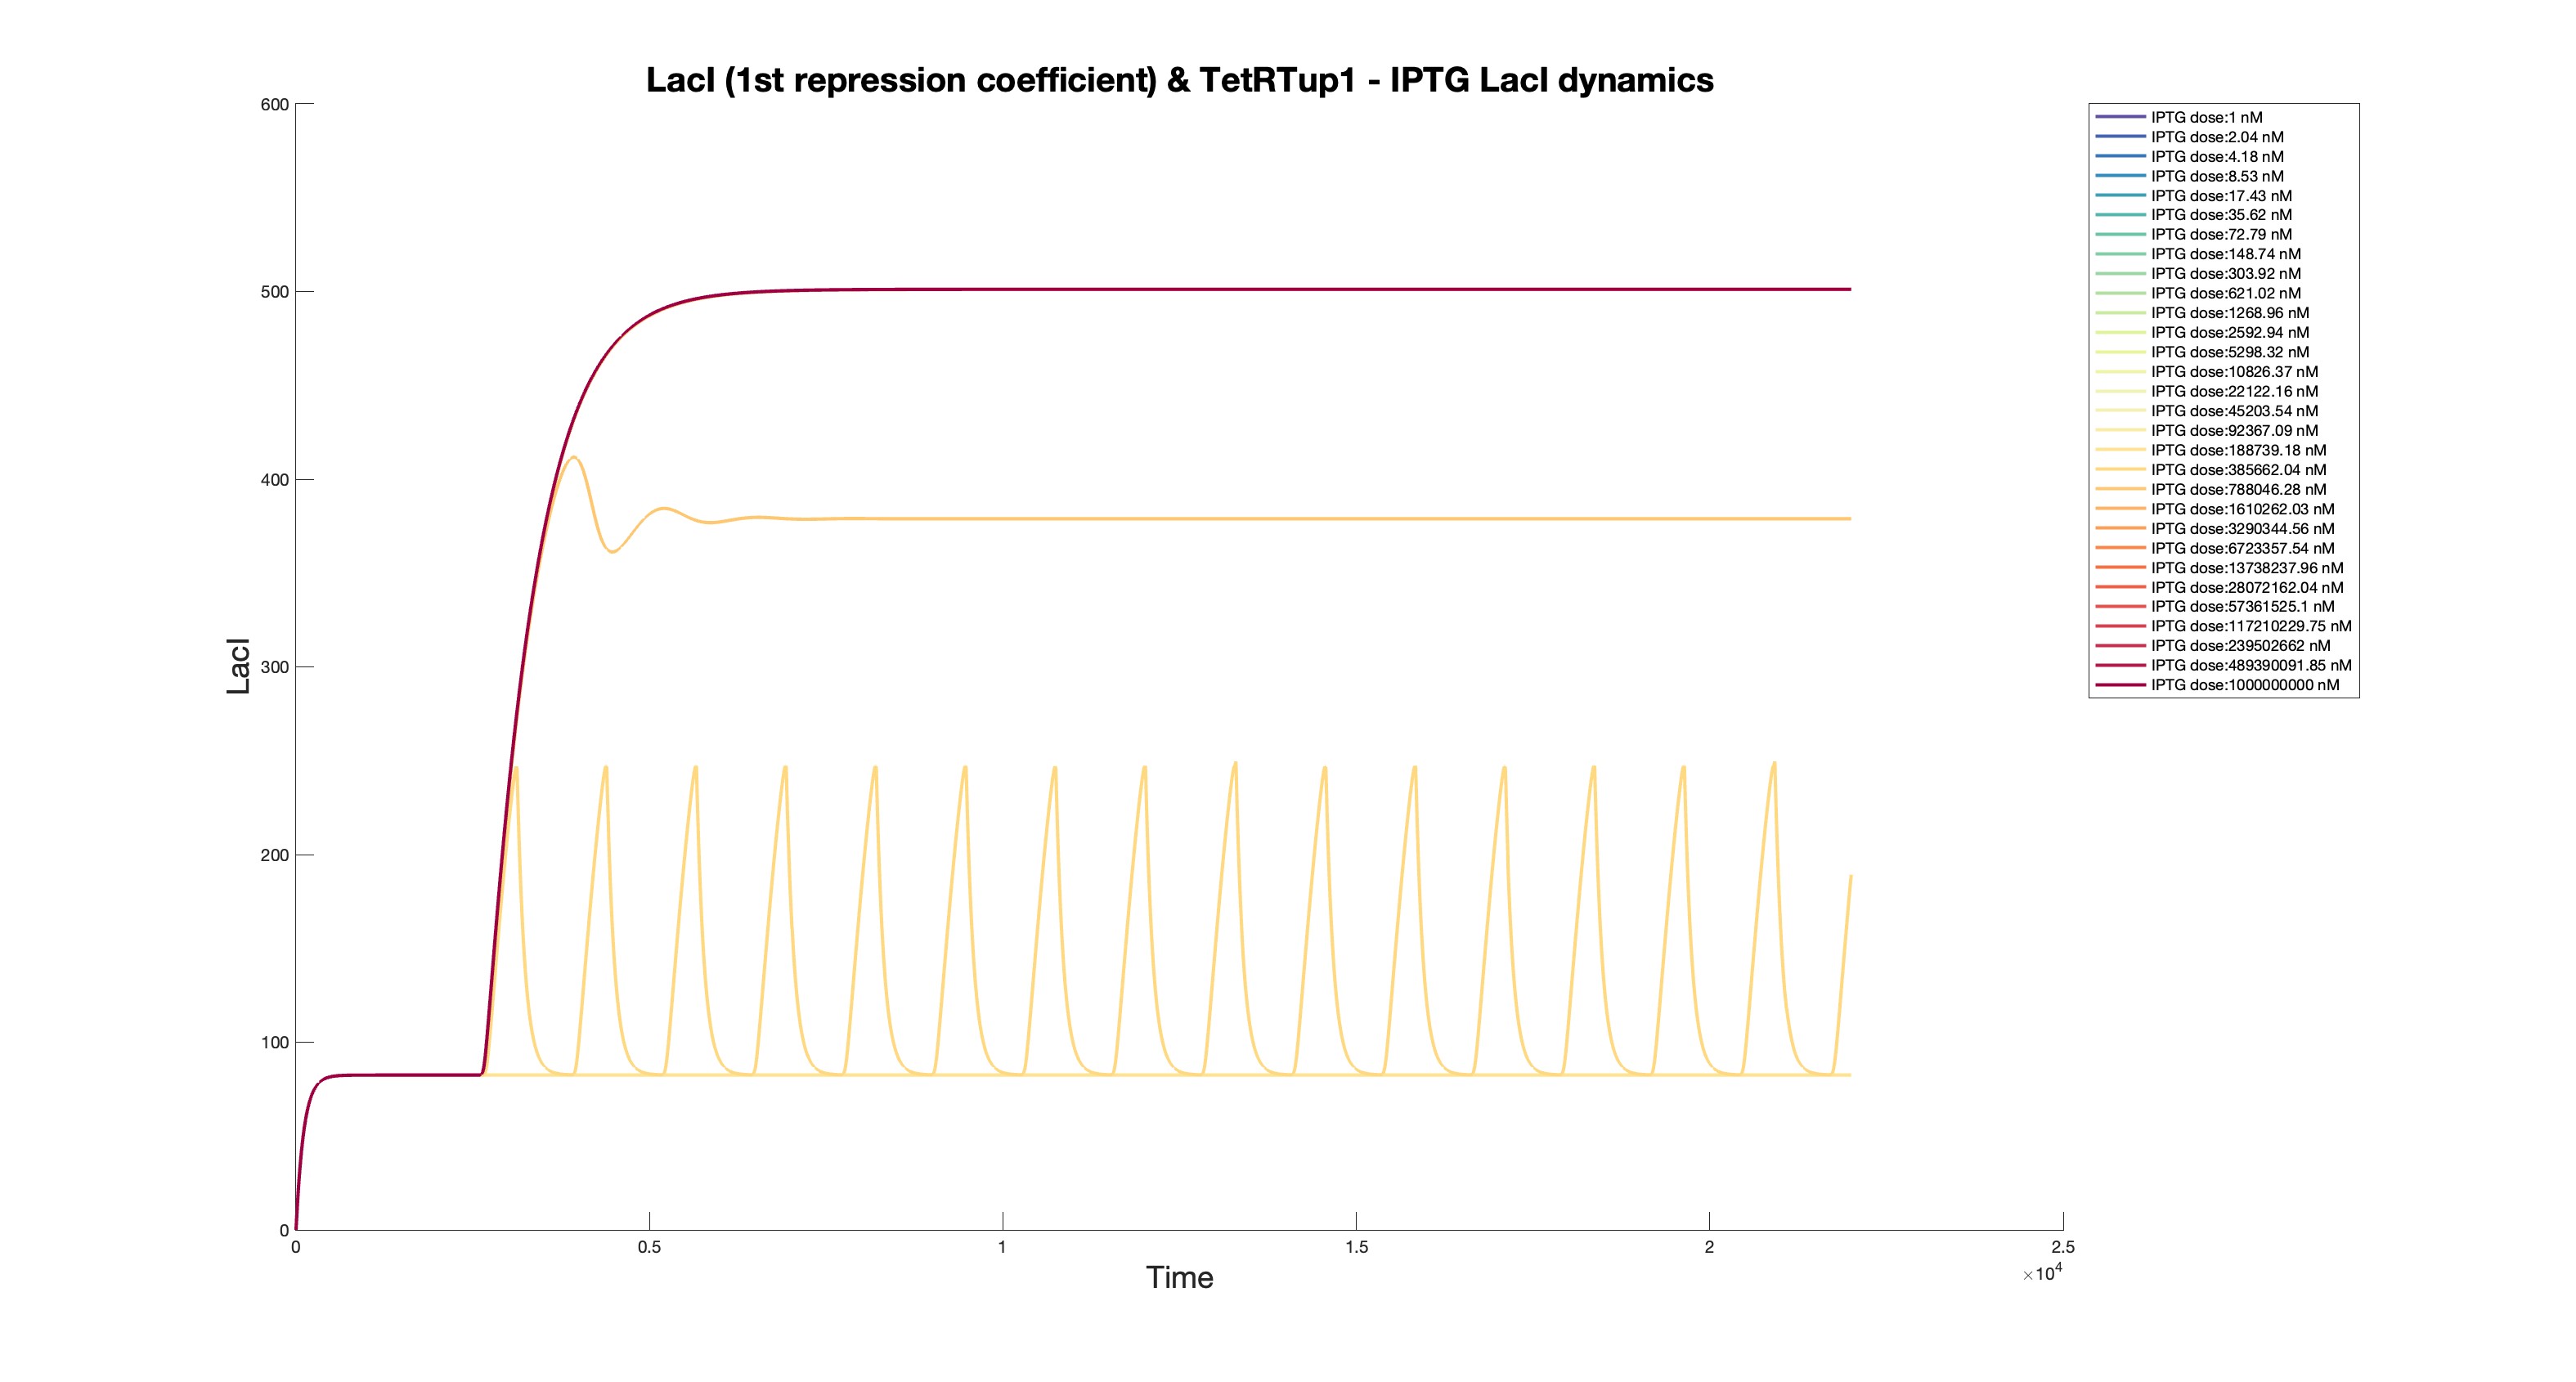 LacI (1st repression coefficient) & TetRTup1 - IPTG LacI dynamics
600
500
400
300
200
100
0
LacI
0
0.5
1
1.5
2
2.5
×10^4
Time
IPTG dose:1 nM
IPTG dose:2.04 nM
IPTG dose:4.18 nM
IPTG dose:8.53 nM
IPTG dose:17.43 nM
IPTG dose:35.62 nM
IPTG dose:72.79 nM
IPTG dose:148.74 nM
IPTG dose:303.92 nM
IPTG dose:621.02 nM
IPTG dose:1268.96 nM
IPTG dose:2592.94 nM
IPTG dose:5298.32 nM
IPTG dose:10826.37 nM
IPTG dose:22122.16 nM
IPTG dose:45203.54 nM
IPTG dose:92367.09 nM
IPTG dose:188739.18 nM
IPTG dose:385662.04 nM
IPTG dose:788046.28 nM
IPTG dose:1610262.03 nM
IPTG dose:3290344.56 nM
IPTG dose:6723357.54 nM
IPTG dose:13738237.96 nM
IPTG dose:28072162.04 nM
IPTG dose:57361525.1 nM
IPTG dose:117210229.75 nM
IPTG dose:239502662 nM
IPTG dose:489390091.85 nM
IPTG dose:1000000000 nM